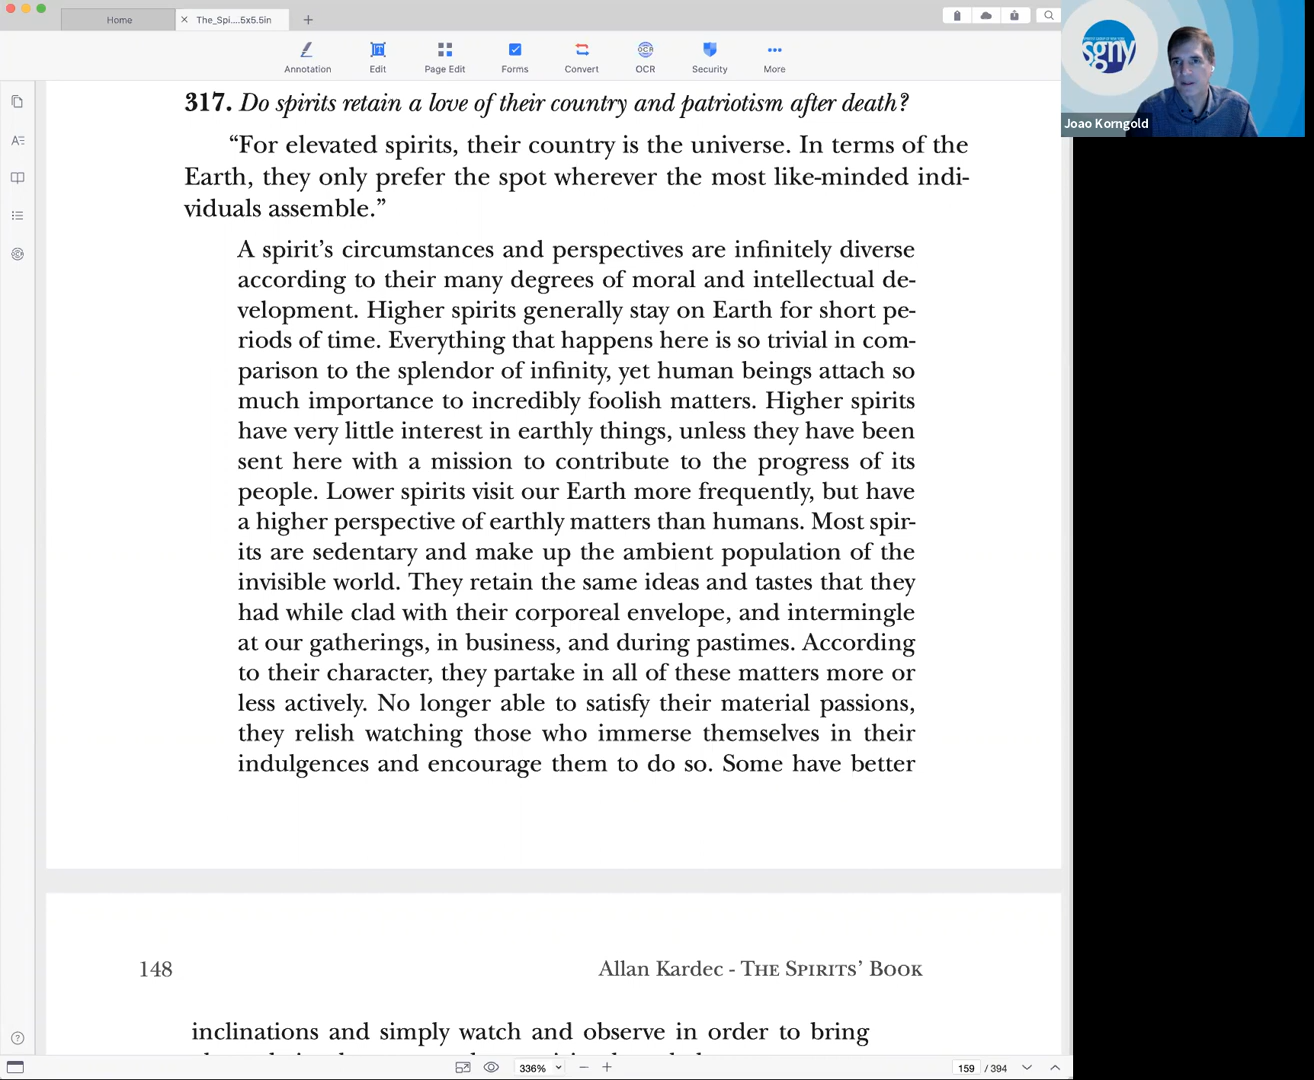 Home
The_Spi....5x5.5in
Annotation
Edit
Page Edit
Forms
Convert
OCR
OCR
Security
More
sgny
Joao Korngold
317. Do spirits retain a love of their country and patriotism after death?
“For elevated spirits, their country is the universe. In terms of the
Earth, they only prefer the spot wherever the most like-minded indi-
viduals assemble.”
A spirit’s circumstances and perspectives are infinitely diverse
according to their many degrees of moral and intellectual de-
velopment. Higher spirits generally stay on Earth for short pe-
riods of time. Everything that happens here is so trivial in com-
parison to the splendor of infinity, yet human beings attach so
much importance to incredibly foolish matters. Higher spirits
have very little interest in earthly things, unless they have been
sent here with a mission to contribute to the progress of its
people. Lower spirits visit our Earth more frequently, but have
a higher perspective of earthly matters than humans. Most spir-
its are sedentary and make up the ambient population of the
invisible world. They retain the same ideas and tastes that they
had while clad with their corporeal envelope, and intermingle
at our gatherings, in business, and during pastimes. According
to their character, they partake in all of these matters more or
less actively. No longer able to satisfy their material passions,
they relish watching those who immerse themselves in their
indulgences and encourage them to do so. Some have better
148
Allan Kardec - The Spirits’ Book
inclinations and simply watch and observe in order to bring
336%
159 / 394